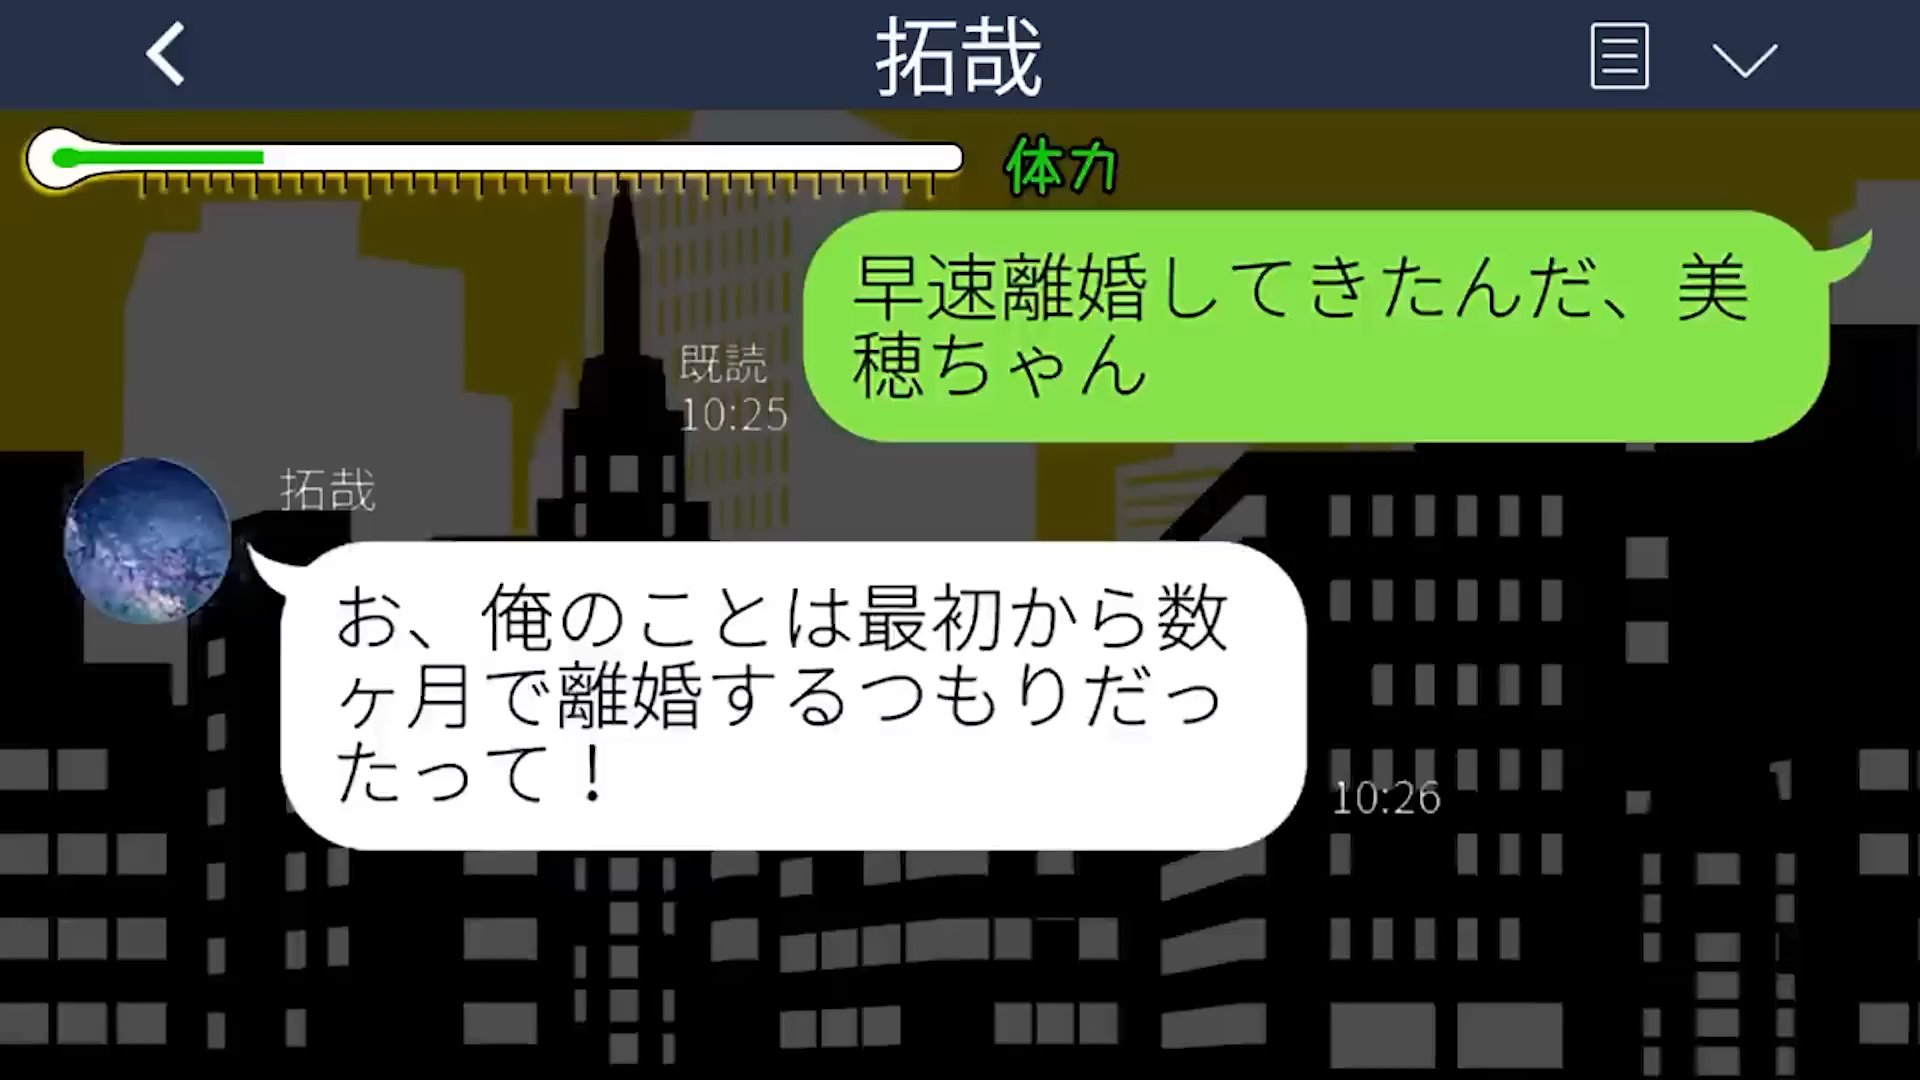 拓哉
体力
早速離婚してきたんだ、美
穂ちゃん
既読
10:25
拓哉
お、俺のことは最初から数
ヶ月で離婚するつもりだっ
たって！
10:26